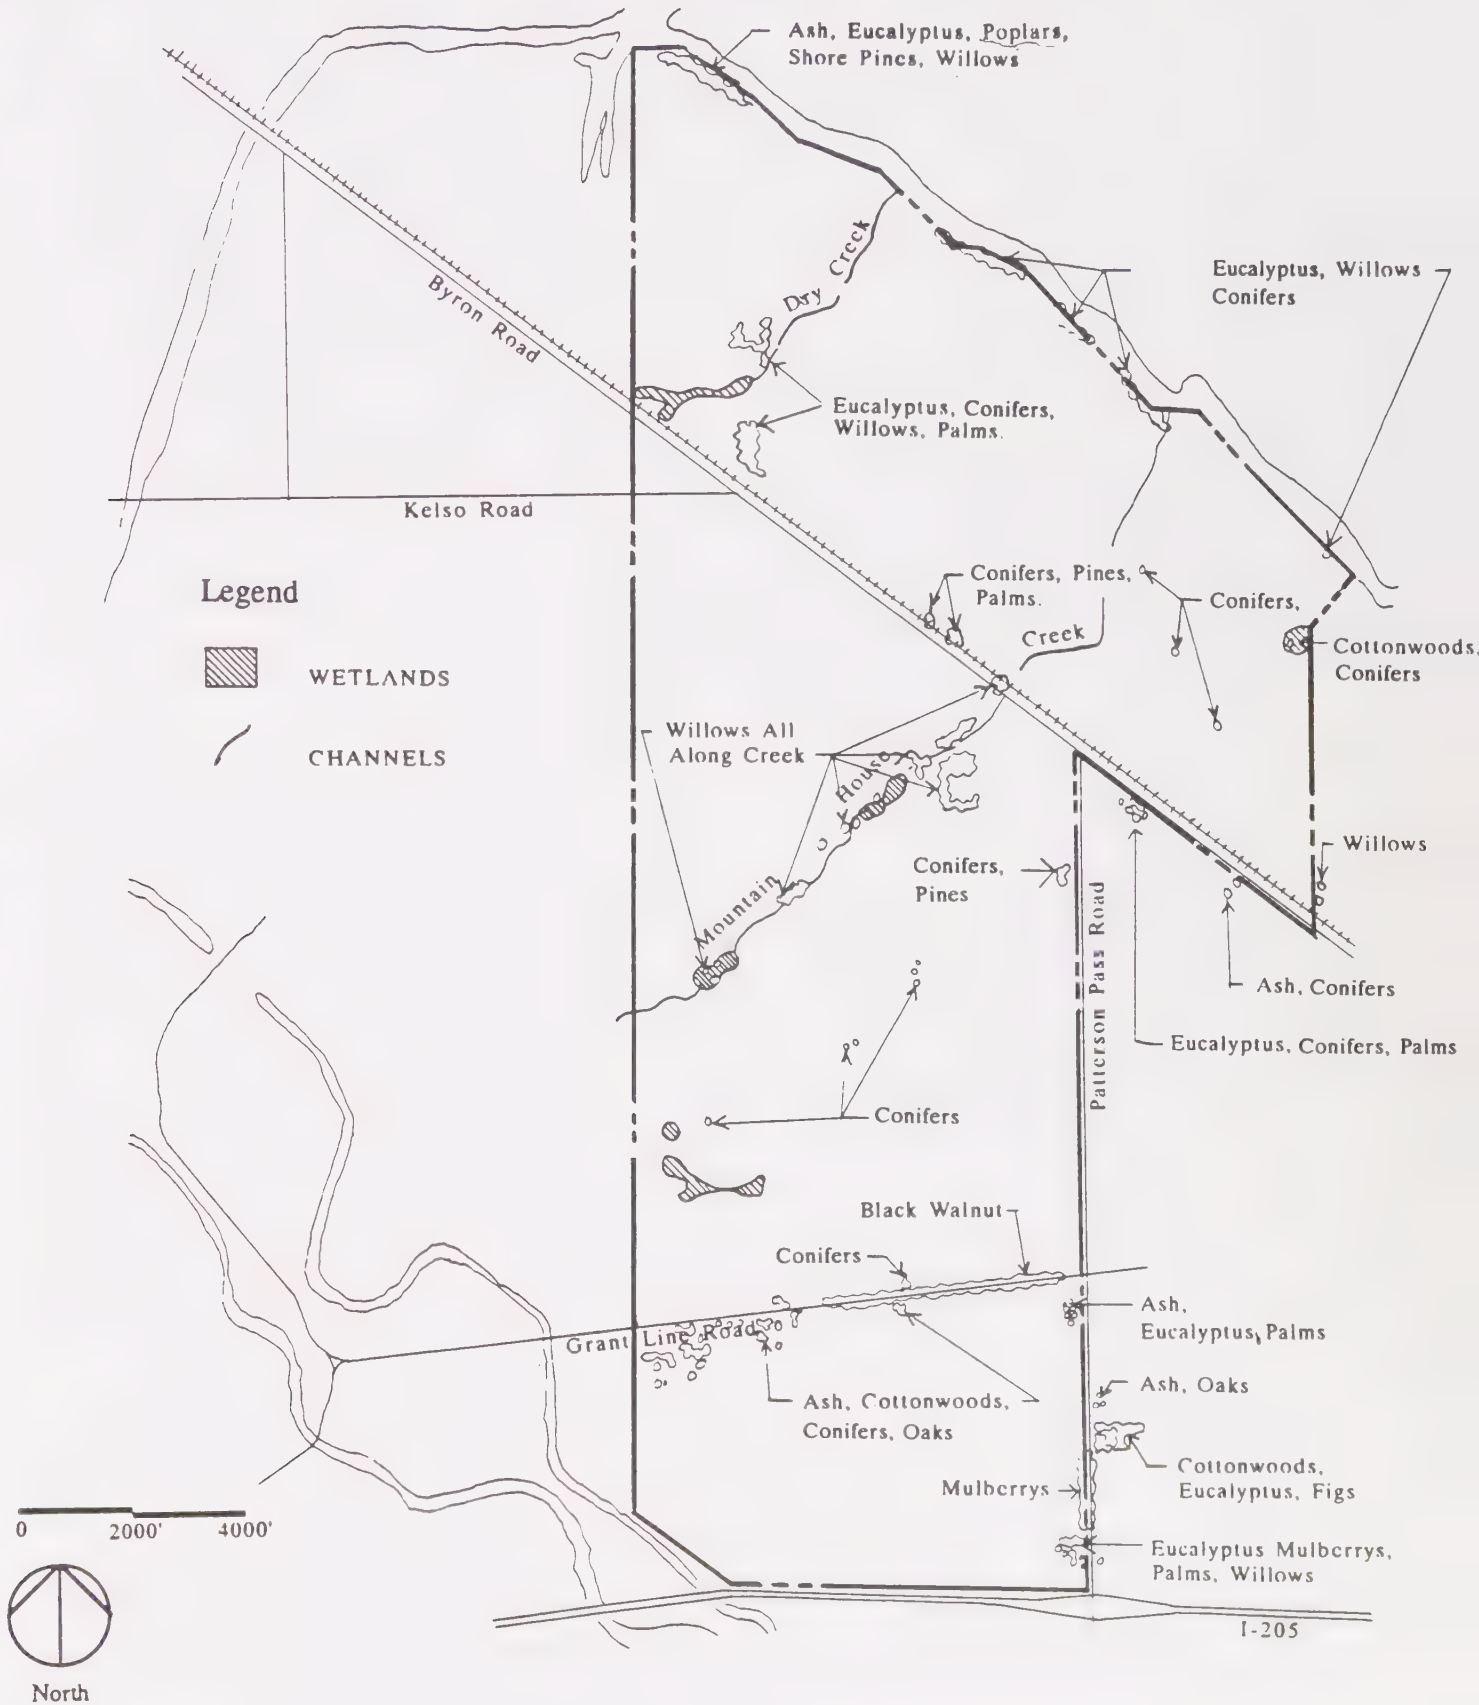 Ash, Eucalyptus, Poplars,
Shore Pines, Willows
Dry Creek
Eucalyptus, Willows
Conifers
Byron Road
Eucalyptus, Conifers,
Willows, Palms.
Kelso Road
Legend
WETLANDS
CHANNELS
Conifers, Pines,
Palms.
Conifers,
Creek
Cottonwoods,
Conifers
Willows All
Along Creek
House
Mountain
Willows
Conifers,
Pines
Patterson Pass Road
Ash, Conifers
Eucalyptus, Conifers, Palms
Conifers
Black Walnut
Conifers
Ash,
Eucalyptus, Palms
Grant Line Road
Ash, Oaks
Ash, Cottonwoods,
Conifers, Oaks
Cottonwoods,
Eucalyptus, Figs
Mulberrys
Eucalyptus Mulberrys,
Palms, Willows
0 2000' 4000'
I-205
North